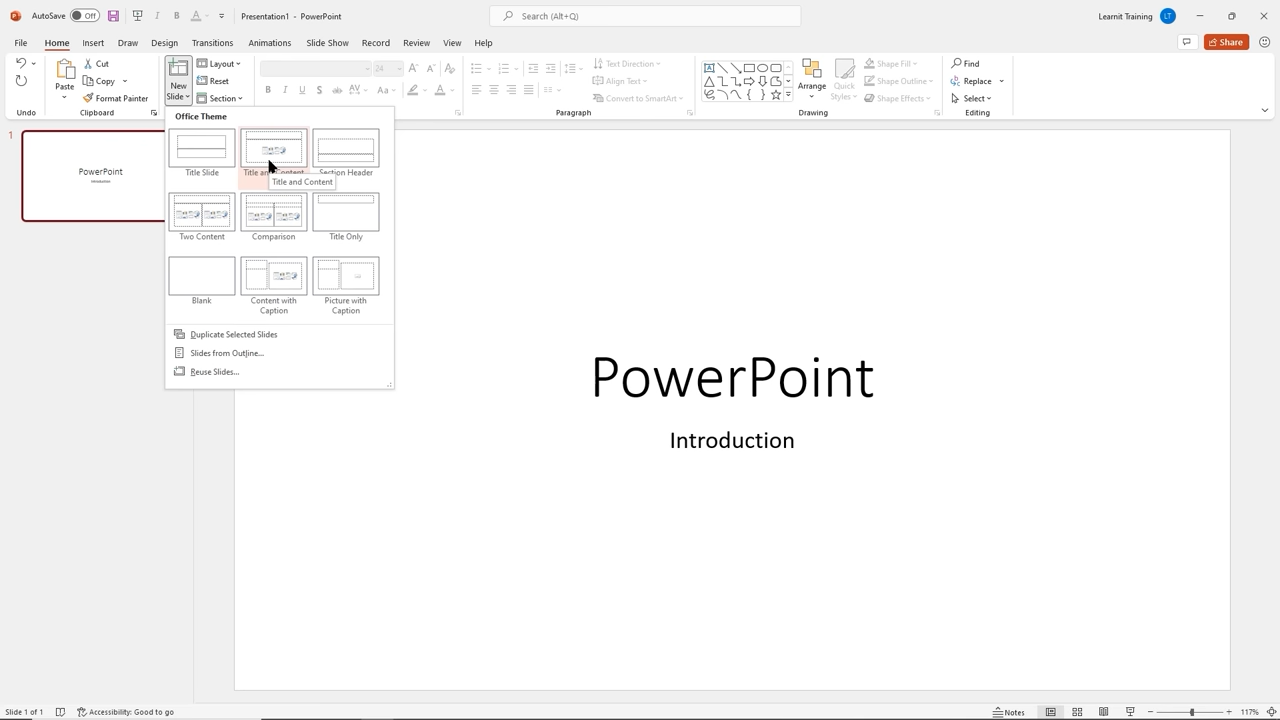 AutoSave Off Presentation1 - PowerPoint Search (Alt+Q) Learnit Training LT
File Home Insert Draw Design Transitions Animations Slide Show Record Review View Help Share
Paste
Cut
Copy
Format Painter
New
Slide
Layout
Reset
Section
24
Text Direction
Align Text
Convert to SmartArt
Arrange
Quick
Styles
Shape Fill
Shape Outline
Shape Effects
Find
Replace
Select
Undo Clipboard Paragraph Drawing Editing
Office Theme
Title Slide
Title and Content
Section Header
Title and Content
Two Content
Comparison
Title Only
Blank
Content with
Caption
Picture with
Caption
Duplicate Selected Slides
Slides from Outline...
Reuse Slides...
1
PowerPoint
Introduction
PowerPoint
Introduction
Slide 1 of 1 Accessibility: Good to go Notes 117%